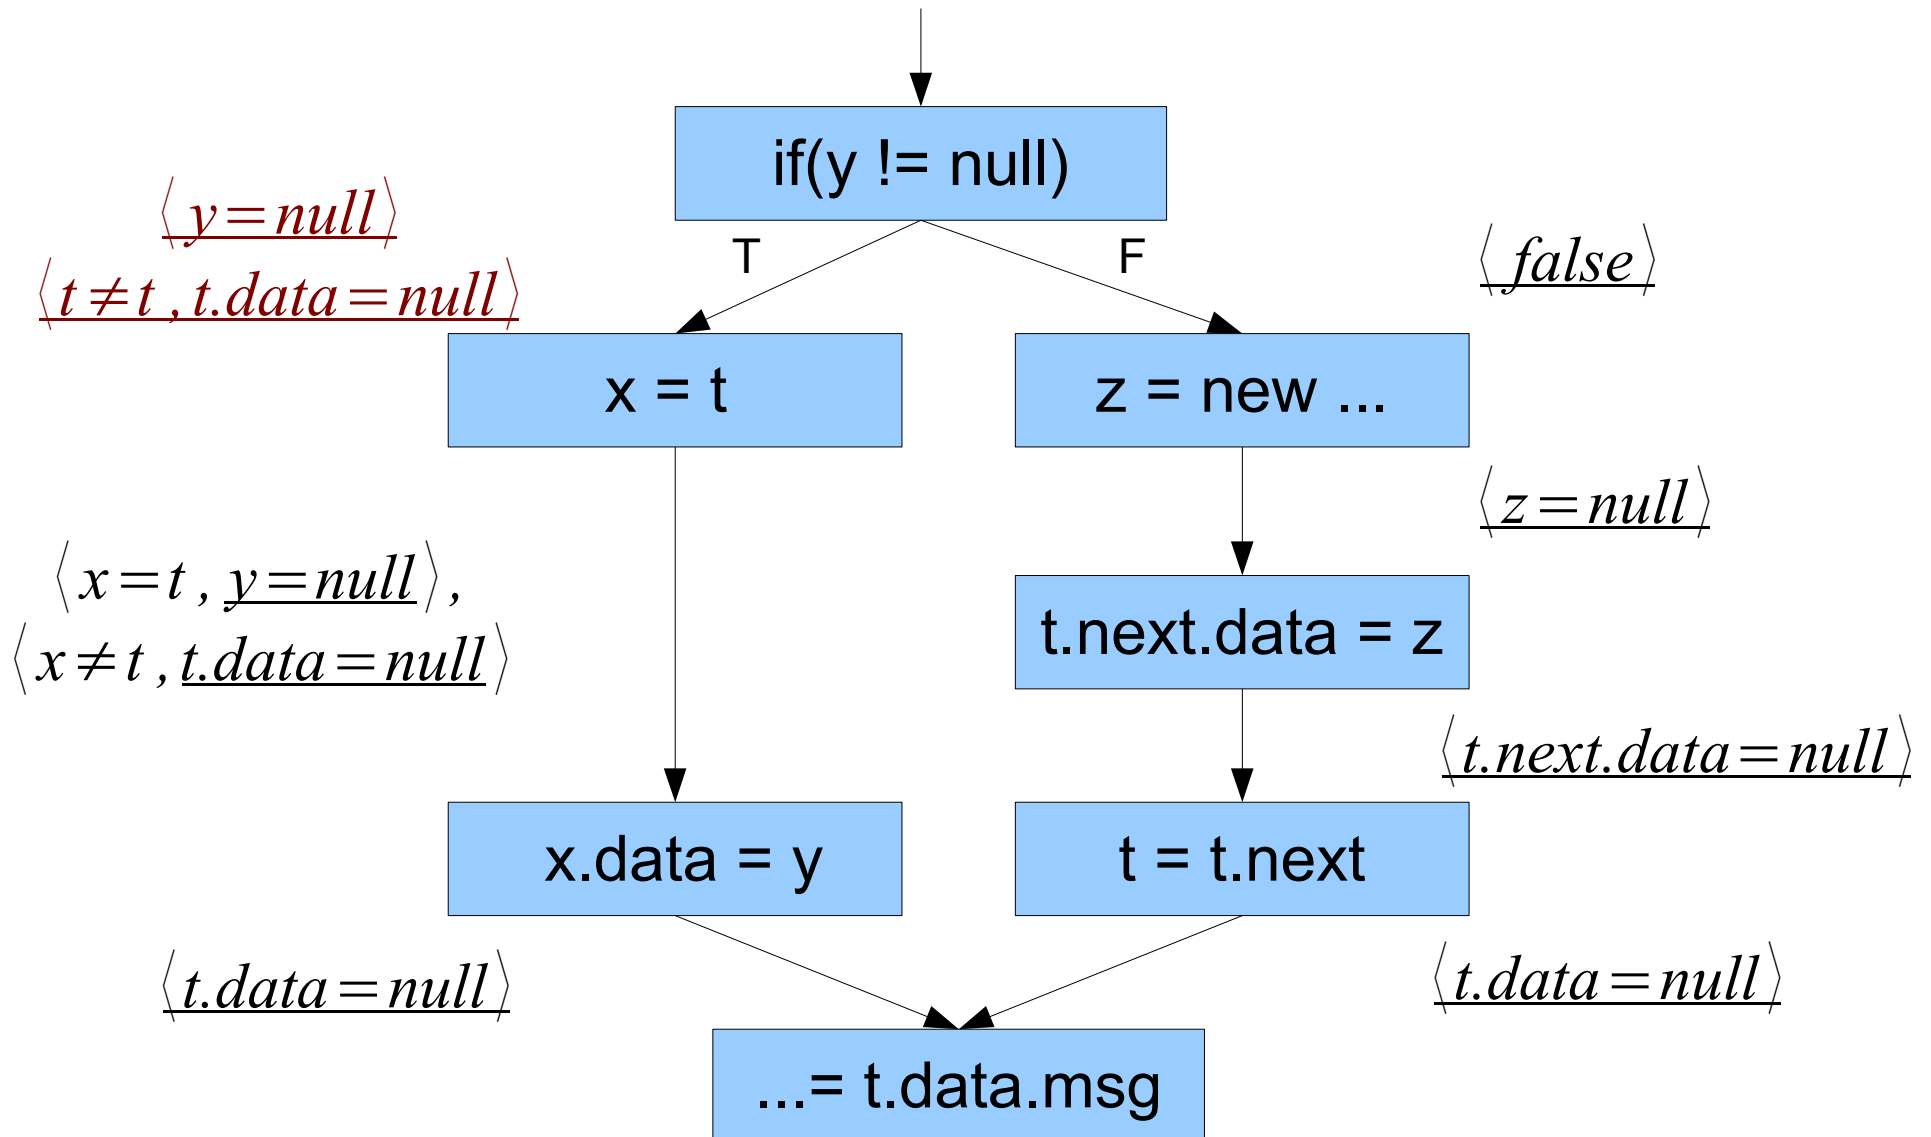 if(y != null)
⟨y=null⟩
T
F
⟨false⟩
⟨t≠t, t.data=null⟩
x = t
z = new ...
⟨z=null⟩
⟨x=t, y=null⟩,
t.next.data = z
⟨x≠t, t.data=null⟩
⟨t.next.data=null⟩
x.data = y
t = t.next
⟨t.data=null⟩
⟨t.data=null⟩
...= t.data.msg